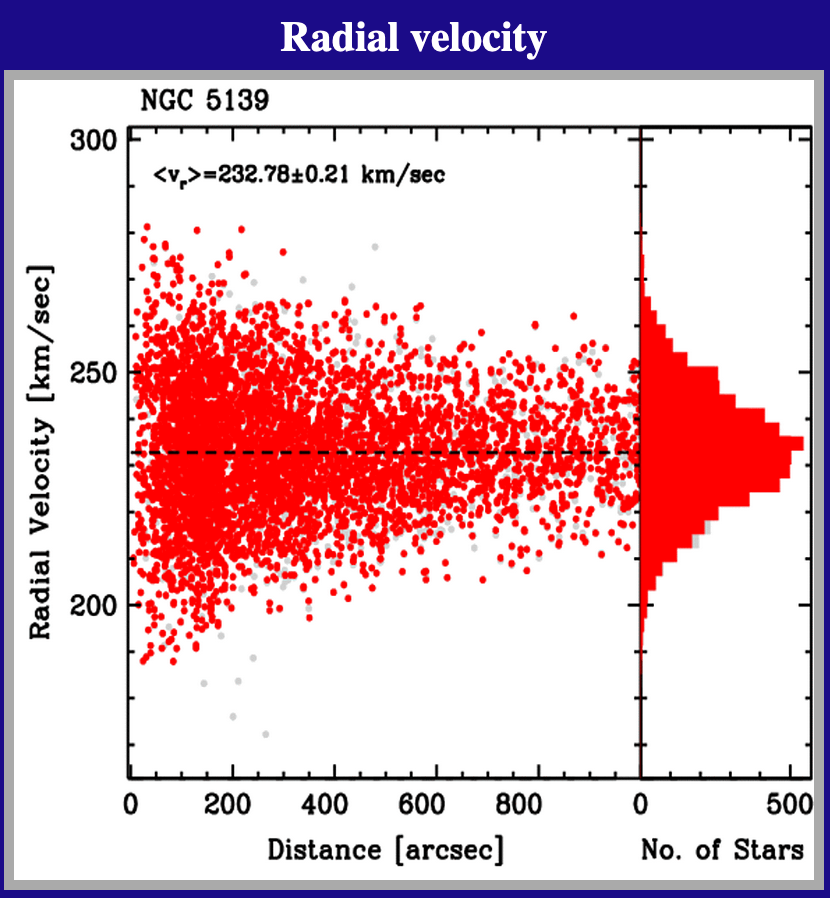 Radial velocity
NGC 5139
<v_r>=232.78±0.21 km/sec
300
250
200
Radial Velocity [km/sec]
0 200 400 600 800 0 500
Distance [arcsec] No. of Stars